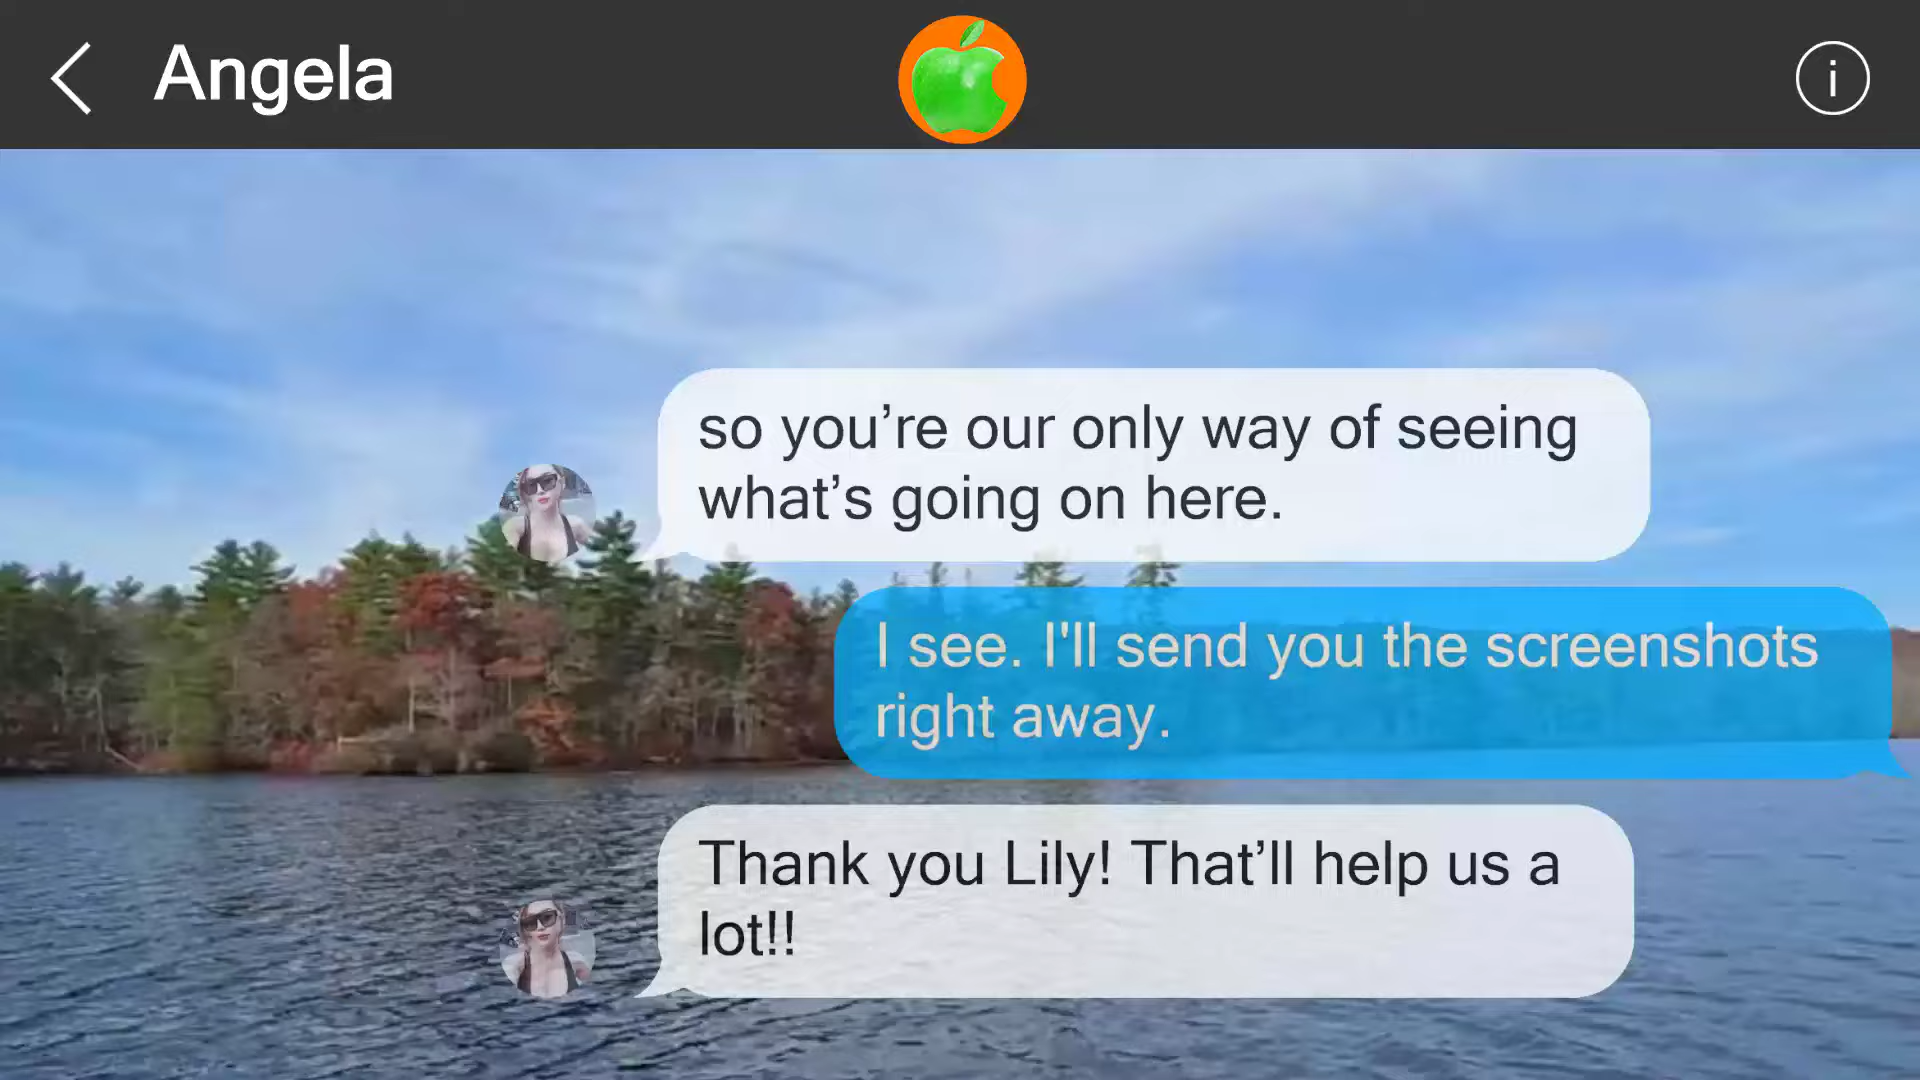 Angela
i
so you’re our only way of seeing
what’s going on here.
I see. I'll send you the screenshots
right away.
Thank you Lily! That’ll help us a
lot!!